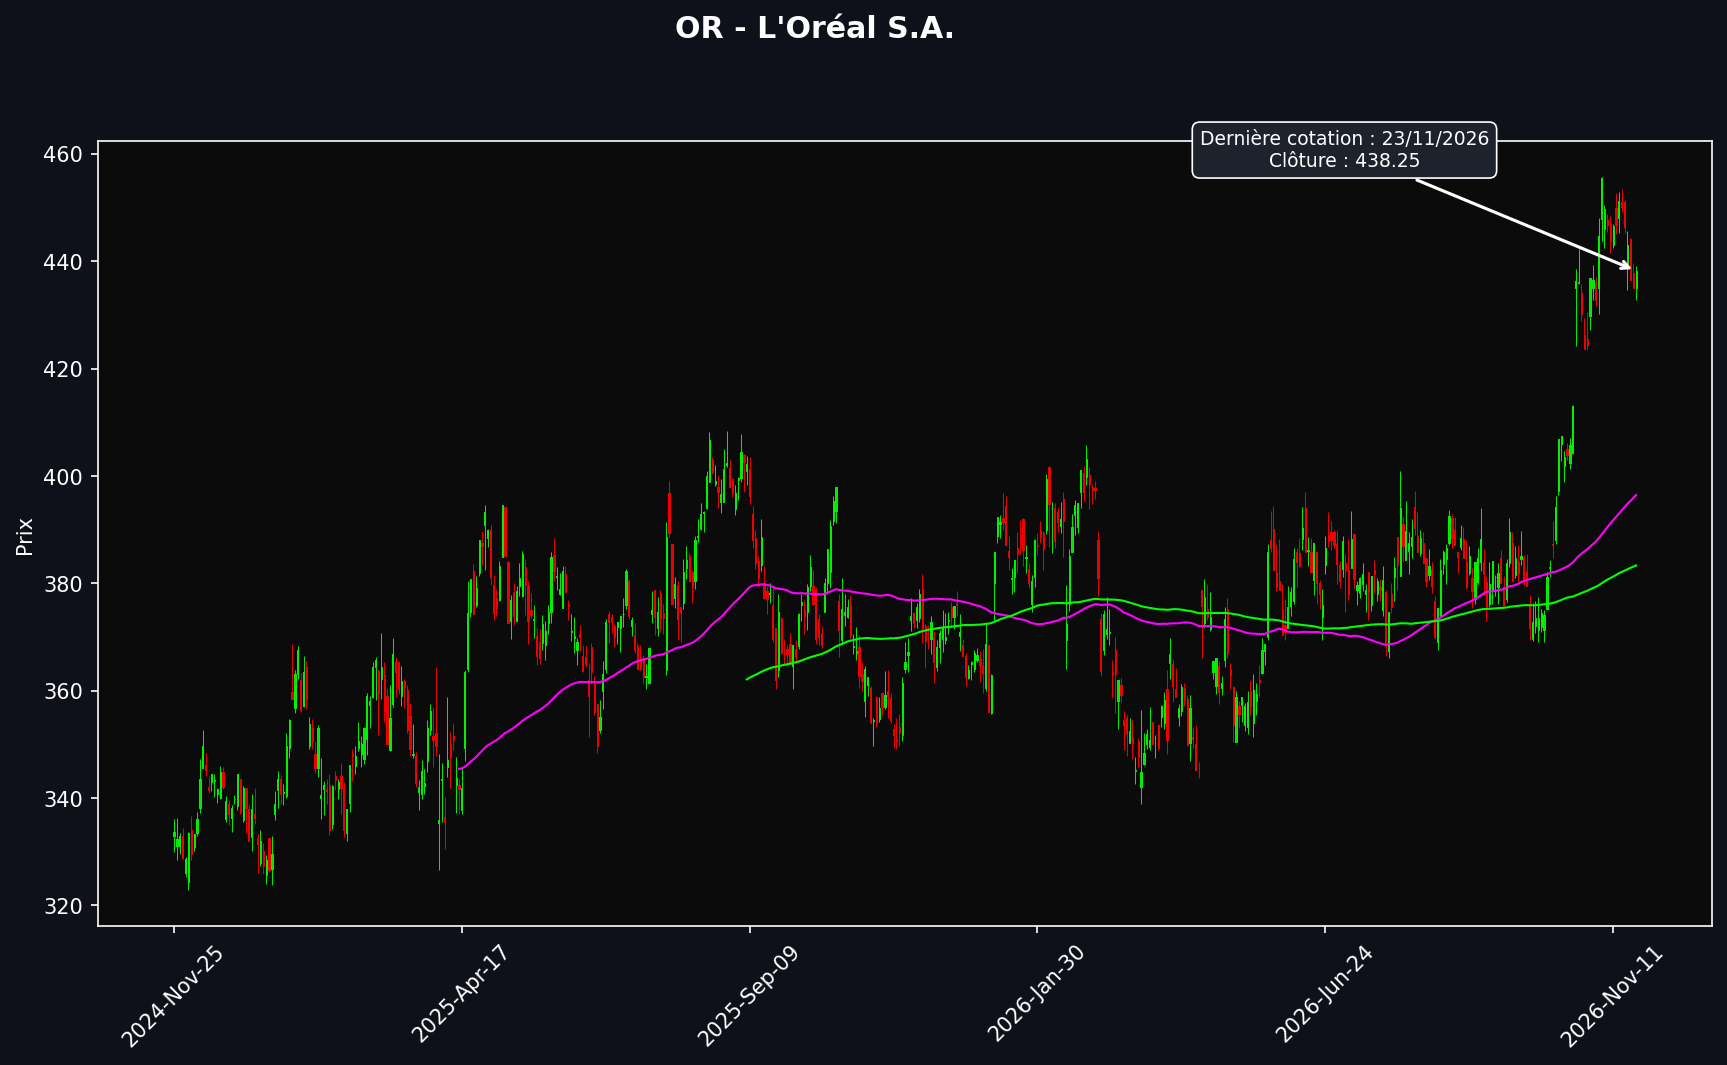 OR - L'Oréal S.A.
Dernière cotation : 23/11/2026
Clôture : 438.25
Prix
460
440
420
400
380
360
340
320
2024-Nov-25
2025-Apr-17
2025-Sep-09
2026-Jan-30
2026-Jun-24
2026-Nov-11